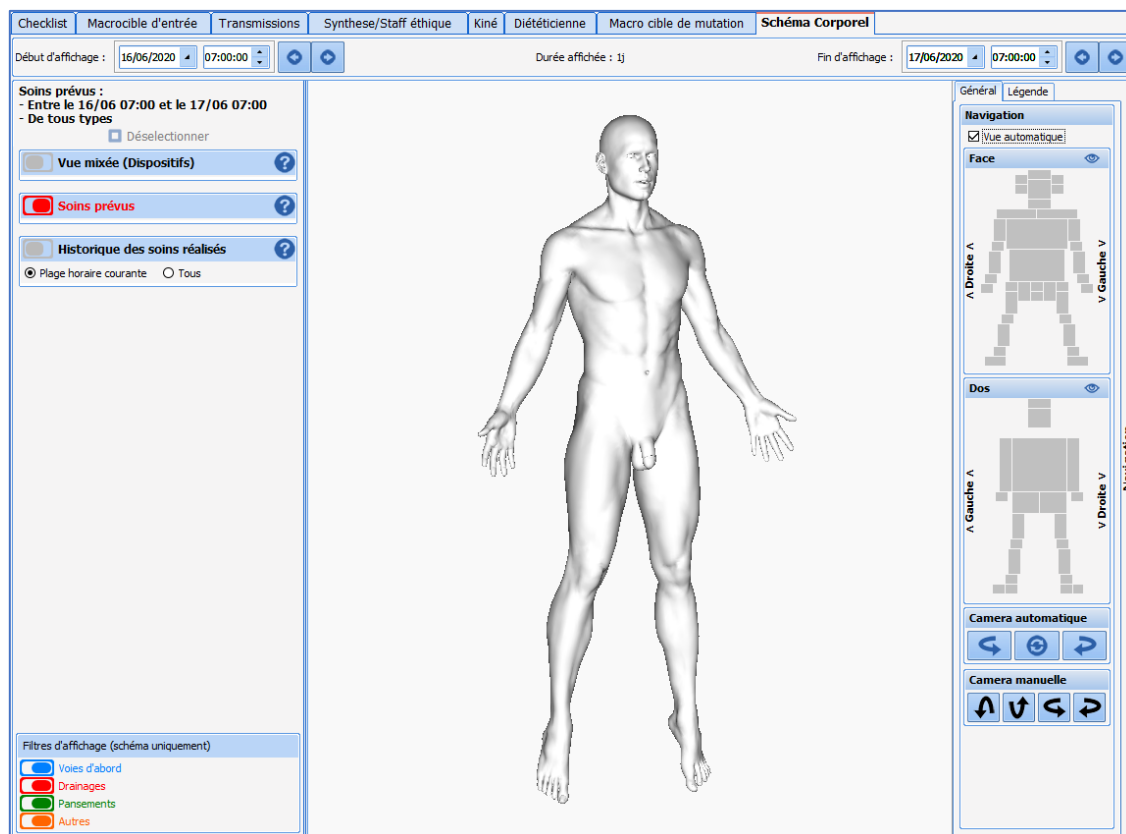 Checklist Macrocible d'entrée Transmissions Synthese/Staff éthique Kiné Diététicienne Macro cible de mutation Schéma Corporel
Début d'affichage : 16/06/2020 07:00:00 Durée affichée : 1j Fin d'affichage : 17/06/2020 07:00:00
Soins prévus :
- Entre le 16/06 07:00 et le 17/06 07:00
- De tous types
Déselectionner
Vue mixée (Dispositifs) ?
Soins prévus ?
Historique des soins réalisés ?
Plage horaire courante Tous
Filtres d'affichage (schéma uniquement)
Voies d'abord
Drainages
Pansements
Autres
Général Légende
Navigation
Vue automatique
Face
< Droite <
> Gauche >
Dos
< Gauche <
> Droite >
Camera automatique
Camera manuelle
Navigation